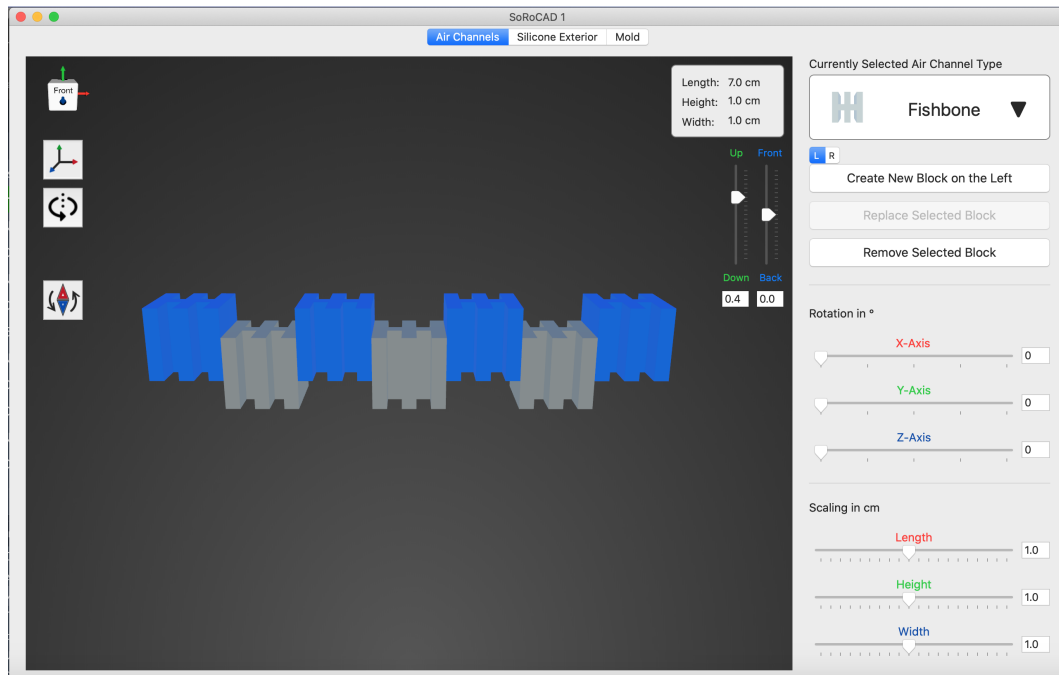 SoRoCAD 1
Air Channels Silicone Exterior Mold
Front
Length: 7.0 cm
Height: 1.0 cm
Width: 1.0 cm
Up Front
Down Back
0.4 0.0
Currently Selected Air Channel Type
Fishbone
L R
Create New Block on the Left
Replace Selected Block
Remove Selected Block
Rotation in °
X-Axis
0
Y-Axis
0
Z-Axis
0
Scaling in cm
Length
1.0
Height
1.0
Width
1.0